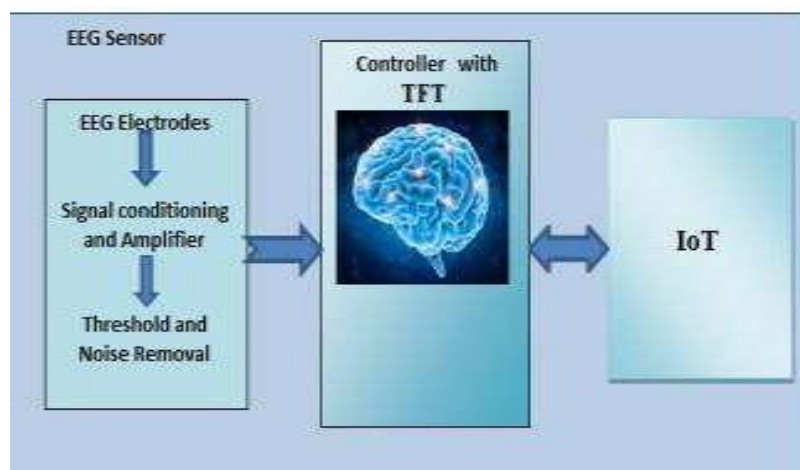 EEG Sensor
EEG Electrodes
Signal conditioning
and Amplifier
Threshold and
Noise Removal
Controller with
TFT
IoT